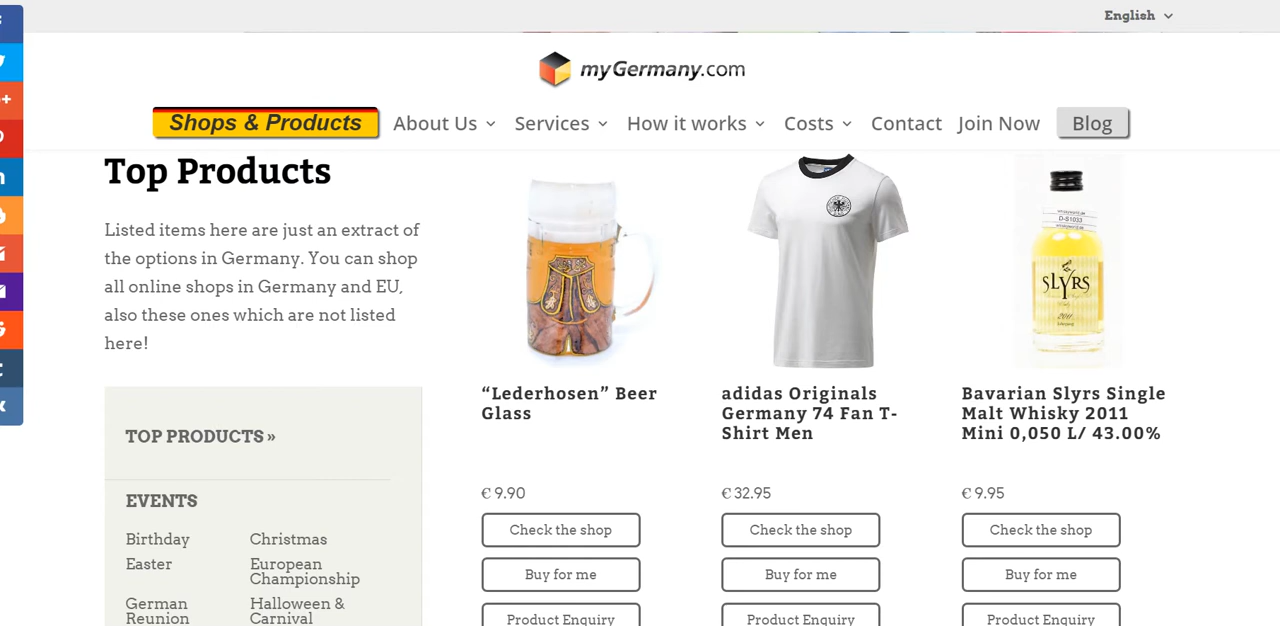 English
myGermany.com
Shops & Products
About Us
Services
How it works
Costs
Contact
Join Now
Blog
Top Products
Listed items here are just an extract of
the options in Germany. You can shop
all online shops in Germany and EU,
also these ones which are not listed
here!
TOP PRODUCTS »
EVENTS
Birthday
Christmas
Easter
European
Championship
German
Reunion
Halloween &
Carnival
D-S1033
SLYRS
2011
“Lederhosen” Beer
Glass
€ 9.90
Check the shop
Buy for me
Product Enquiry
adidas Originals
Germany 74 Fan T-
Shirt Men
€ 32.95
Check the shop
Buy for me
Product Enquiry
Bavarian Slyrs Single
Malt Whisky 2011
Mini 0,050 L/ 43.00%
€ 9.95
Check the shop
Buy for me
Product Enquiry